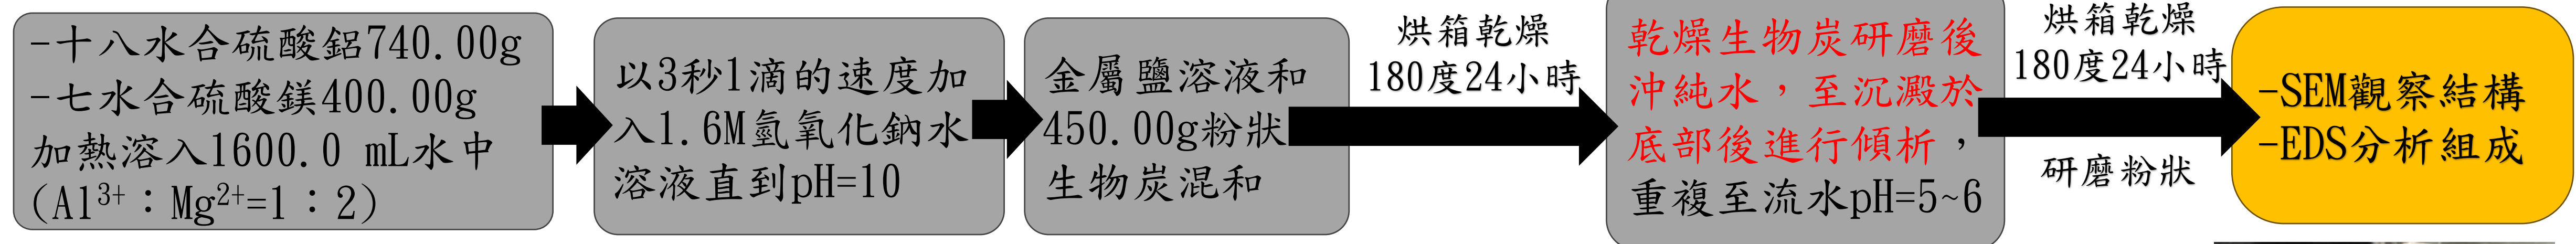 -十八水合硫酸鋁740.00g
-七水合硫酸鎂400.00g
加熱溶入1600.0 mL水中
(Al³⁺：Mg²⁺=1：2)
以3秒1滴的速度加
入1.6M氫氧化鈉水
溶液直到pH=10
金屬鹽溶液和
450.00g粉狀
生物炭混和
烘箱乾燥
180度24小時
乾燥生物炭研磨後
沖純水，至沉澱於
底部後進行傾析，
重複至流水pH=5~6
烘箱乾燥
180度24小時
研磨粉狀
-SEM觀察結構
-EDS分析組成